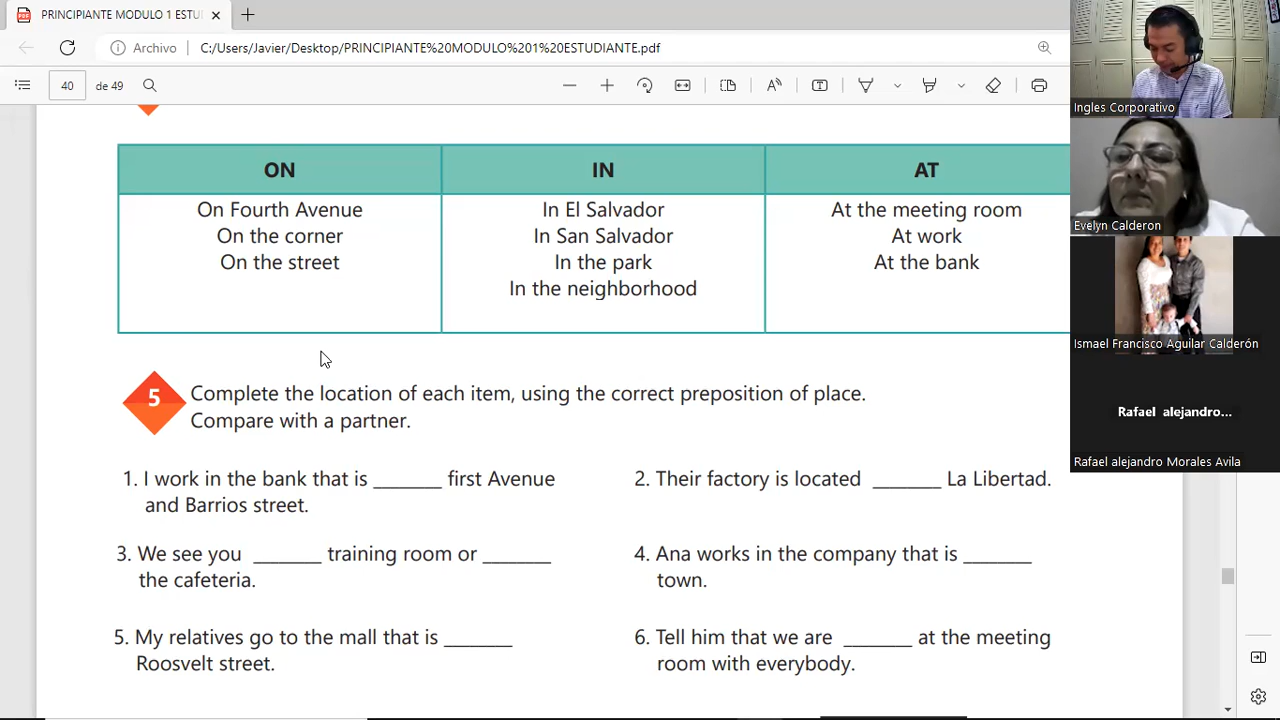 PRINCIPIANTE MODULO 1 ESTU
Archivo
C:/Users/Javier/Desktop/PRINCIPIANTE%20MODULO%201%20ESTUDIANTE.pdf
40
de 49
ON
IN
AT
On Fourth Avenue
On the corner
On the street
In El Salvador
In San Salvador
In the park
In the neighborhood
At the meeting room
At work
At the bank
5
Complete the location of each item, using the correct preposition of place.
Compare with a partner.
1. I work in the bank that is _______ first Avenue
and Barrios street.
2. Their factory is located _______ La Libertad.
3. We see you _______ training room or _______
the cafeteria.
4. Ana works in the company that is _______
town.
5. My relatives go to the mall that is _______
Roosvelt street.
6. Tell him that we are _______ at the meeting
room with everybody.
Ingles Corporativo
Evelyn Calderon
Ismael Francisco Aguilar Calderón
Rafael alejandro...
Rafael alejandro Morales Avila